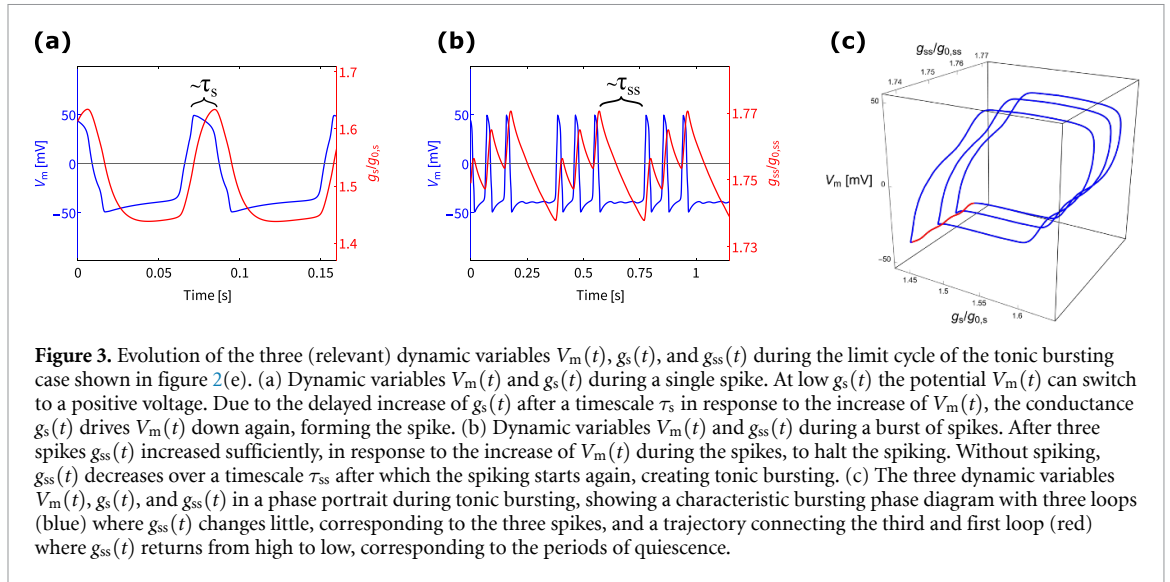 (a)
(b)
(c)
~τs
Vm [mV]
50
0
−50
1.7
1.6
1.5
1.4
gs/g0,s
0
0.05
0.1
0.15
Time [s]
~τss
Vm [mV]
50
0
−50
1.77
1.75
1.73
gss/g0,ss
0
0.2
0.4
0.6
0.8
1
Time [s]
gss/g0,ss
1.74
1.75
1.76
1.77
50
Vm [mV]
0
-50
1.45
1.5
1.55
1.6
gs/g0,s
Figure 3. Evolution of the three (relevant) dynamic variables Vm(t), gs(t), and gss(t) during the limit cycle of the tonic bursting
case shown in figure 2(e). (a) Dynamic variables Vm(t) and gs(t) during a single spike. At low gs(t) the potential Vm(t) can switch
to a positive voltage. Due to the delayed increase of gs(t) after a timescale τs in response to the increase of Vm(t), the conductance
gs(t) drives Vm(t) down again, forming the spike. (b) Dynamic variables Vm(t) and gss(t) during a burst of spikes. After three
spikes gss(t) increased sufficiently, in response to the increase of Vm(t) during the spikes, to halt the spiking. Without spiking,
gss(t) decreases over a timescale τss after which the spiking starts again, creating tonic bursting. (c) The three dynamic variables
Vm(t), gs(t), and gss(t) in a phase portrait during tonic bursting, showing a characteristic bursting phase diagram with three loops
(blue) where gss(t) changes little, corresponding to the three spikes, and a trajectory connecting the third and first loop (red)
where gss(t) returns from high to low, corresponding to the periods of quiescence.